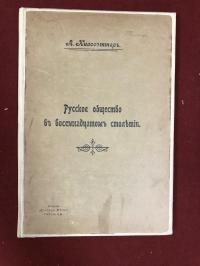 А. Кизеветтеръ.
Русское общество
въ восемнадцатомъ столѣтіи.